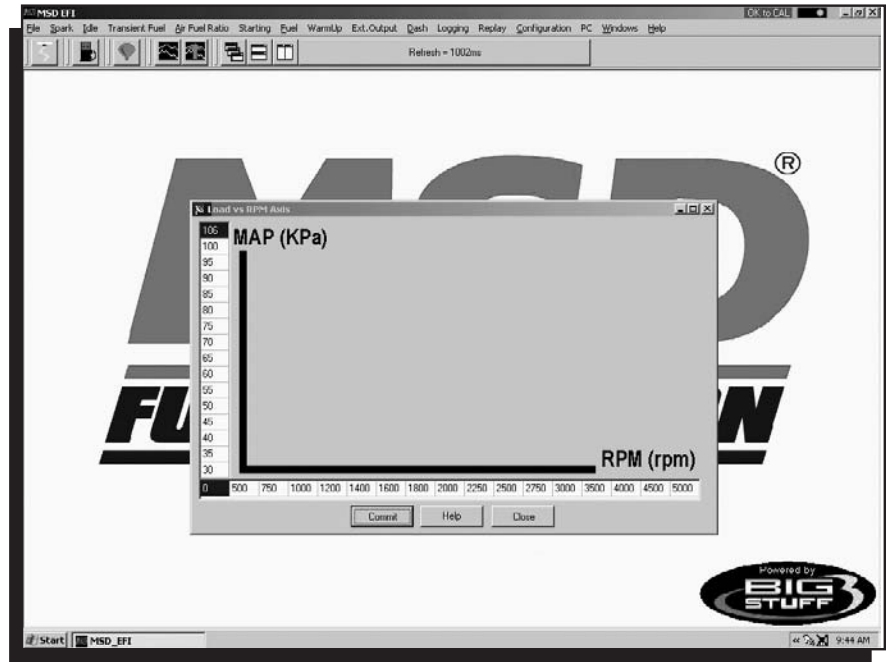 MSD EFI
OK to CAL
File Spark Idle Transient Fuel Air Fuel Ratio Starting Fuel WarmUp Ext.Output Dash Logging Replay Configuration PC Windows Help
Refresh = 1002ms
MSD®
FU
N
Load vs RPM Axis
MAP (KPa)
106
100
95
90
85
80
75
70
65
60
55
50
45
40
35
30
RPM (rpm)
0 500 750 1000 1200 1400 1600 1800 2000 2250 2500 2750 3000 3500 4000 4500 5000
Commit Help Close
Powered by
BIG
STUFF 3
Start MSD_EFI « 9:44 AM